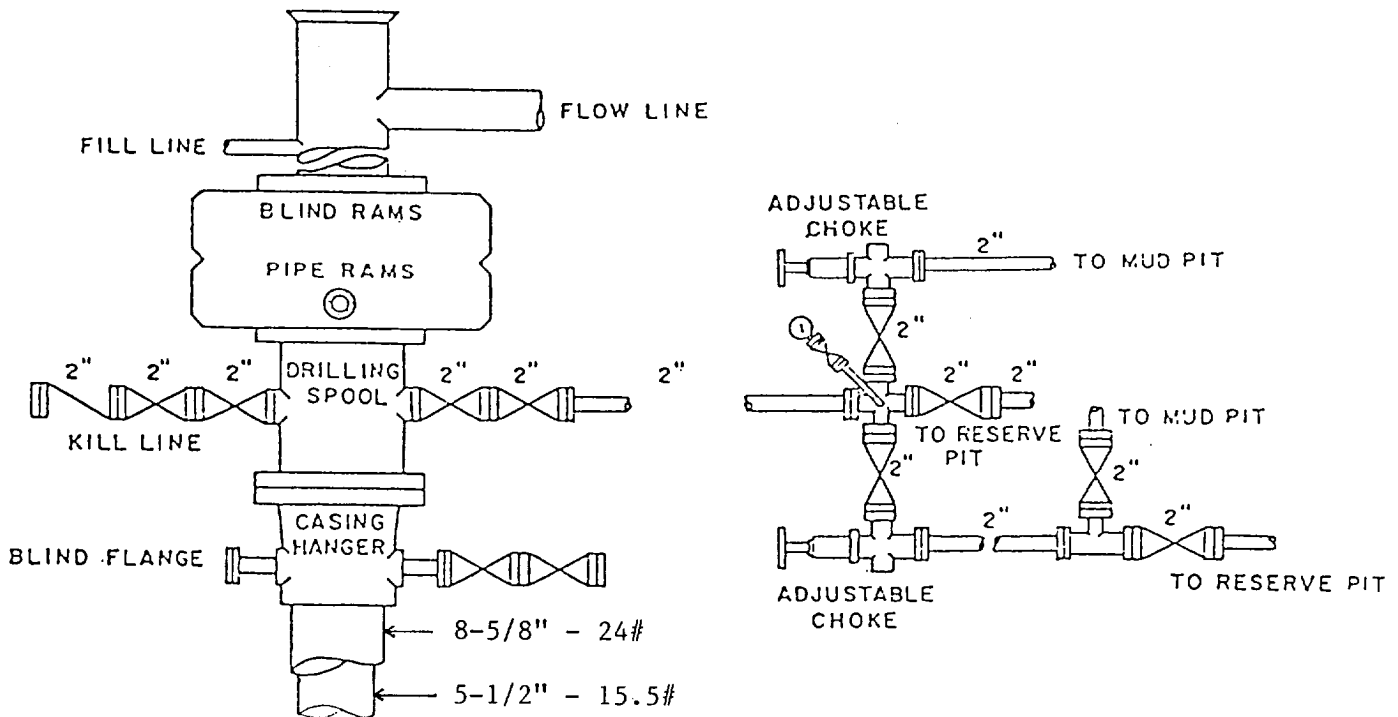 FLOW LINE
FILL LINE
BLIND RAMS
PIPE RAMS
2" 2" 2"
DRILLING
SPOOL
2" 2" 2"
KILL LINE
CASING
HANGER
BLIND FLANGE
8-5/8" - 24#
5-1/2" - 15.5#
ADJUSTABLE
CHOKE
2"
TO MUD PIT
2"
2" 2"
TO RESERVE
PIT
TO MUD PIT
2"
2"
2"
2"
TO RESERVE PIT
ADJUSTABLE
CHOKE